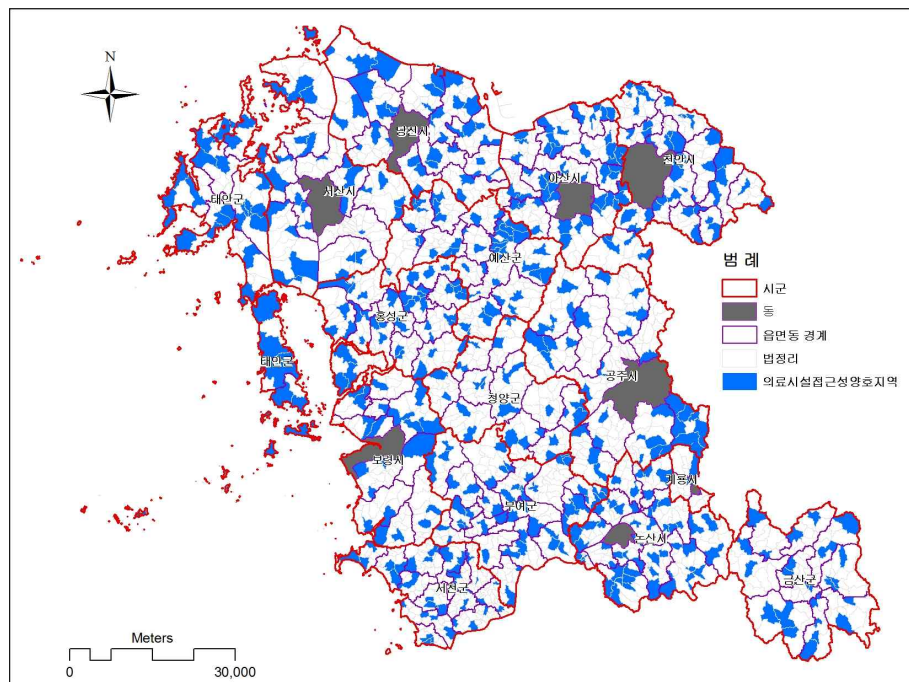 N
당진시
천안시
아산시
서산시
태안군
예산군
범 례
시군
동
읍면동 경계
법정리
의료시설접근성양호지역
홍성군
태안군
공주시
청양군
보령시
계룡시
부여군
논산시
금산군
서천군
Meters
0 30,000